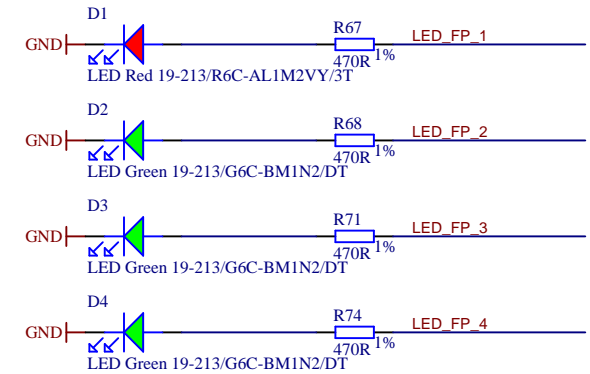 D1
R67
LED_FP_1
GND
470R 1%
LED Red 19-213/R6C-AL1M2VY/3T
D2
R68
LED_FP_2
GND
470R 1%
LED Green 19-213/G6C-BM1N2/DT
D3
R71
LED_FP_3
GND
470R 1%
LED Green 19-213/G6C-BM1N2/DT
D4
R74
LED_FP_4
GND
470R 1%
LED Green 19-213/G6C-BM1N2/DT